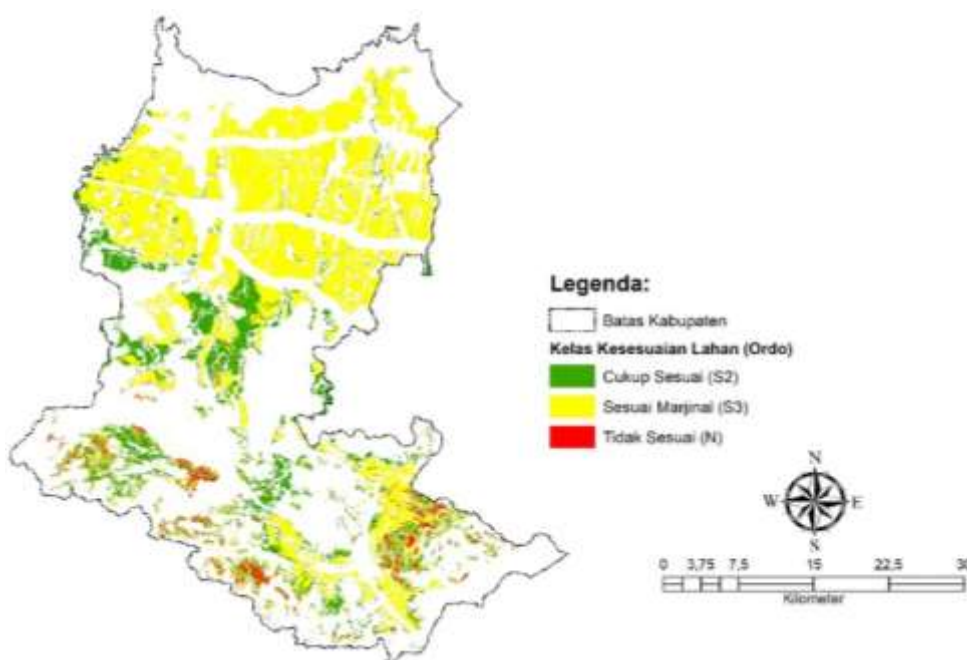 Legenda:
Batas Kabupaten
Kelas Kesesuaian Lahan (Ordo)
Cukup Sesuai (S2)
Sesuai Marjinal (S3)
Tidak Sesuai (N)
N
W E
S
0 3,75 7,5 15 22,5 30
Kilometer